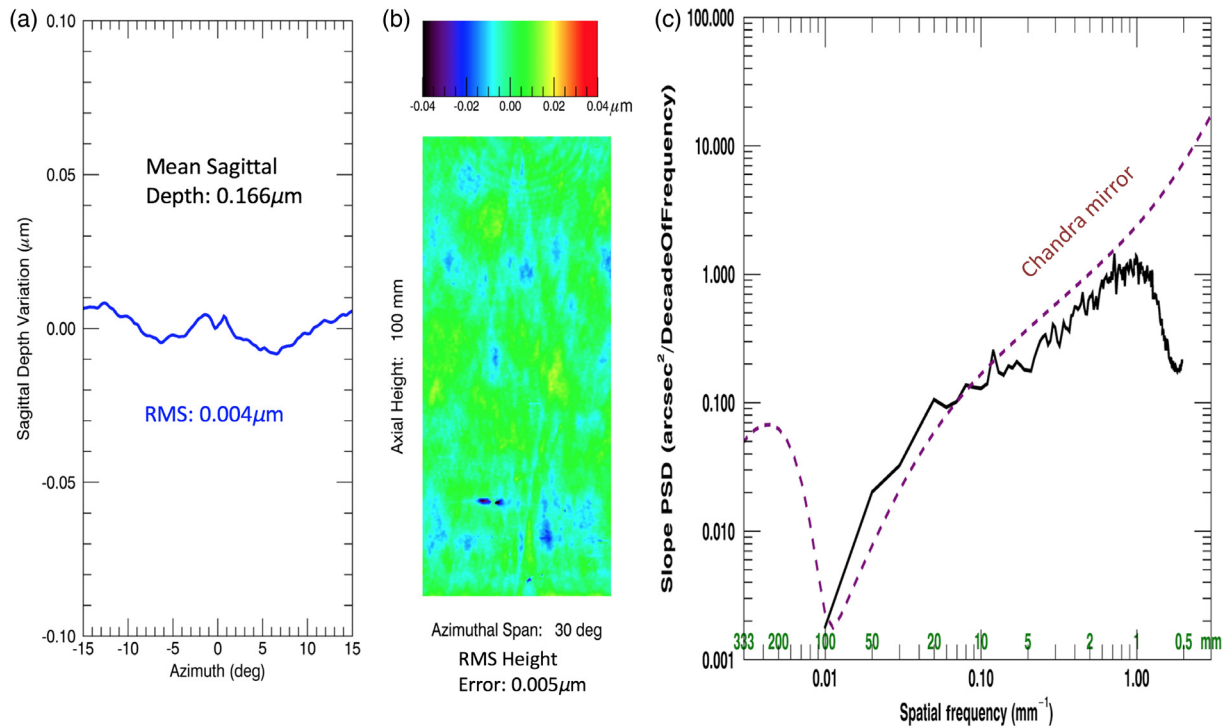 (a)
0.10
0.05
0.00
-0.05
-0.10
Sagittal Depth Variation (μm)
Mean Sagittal
Depth: 0.166μm
RMS: 0.004μm
-15 -10 -5 0 5 10 15
Azimuth (deg)
(b)
-0.04 -0.02 0.00 0.02 0.04 μm
Axial Height: 100 mm
Azimuthal Span: 30 deg
RMS Height
Error: 0.005μm
(c)
100.000
10.000
1.000
0.100
0.010
0.001
Slope PSD (arcsec²/DecadeOfFrequency)
Chandra mirror
333 200 100 50 20 10 5 2 1 0.5 mm
0.01 0.10 1.00
Spatial frequency (mm⁻¹)